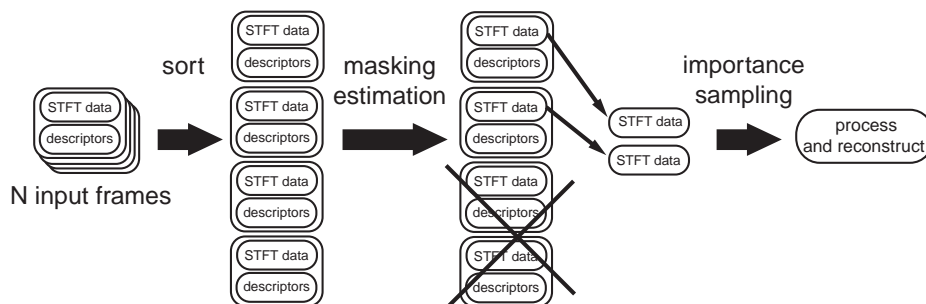 STFT data
descriptors
N input frames
sort
STFT data
descriptors
STFT data
descriptors
STFT data
descriptors
STFT data
descriptors
masking
estimation
STFT data
descriptors
STFT data
descriptors
STFT data
descriptors
STFT data
descriptors
STFT data
STFT data
importance
sampling
process
and reconstruct